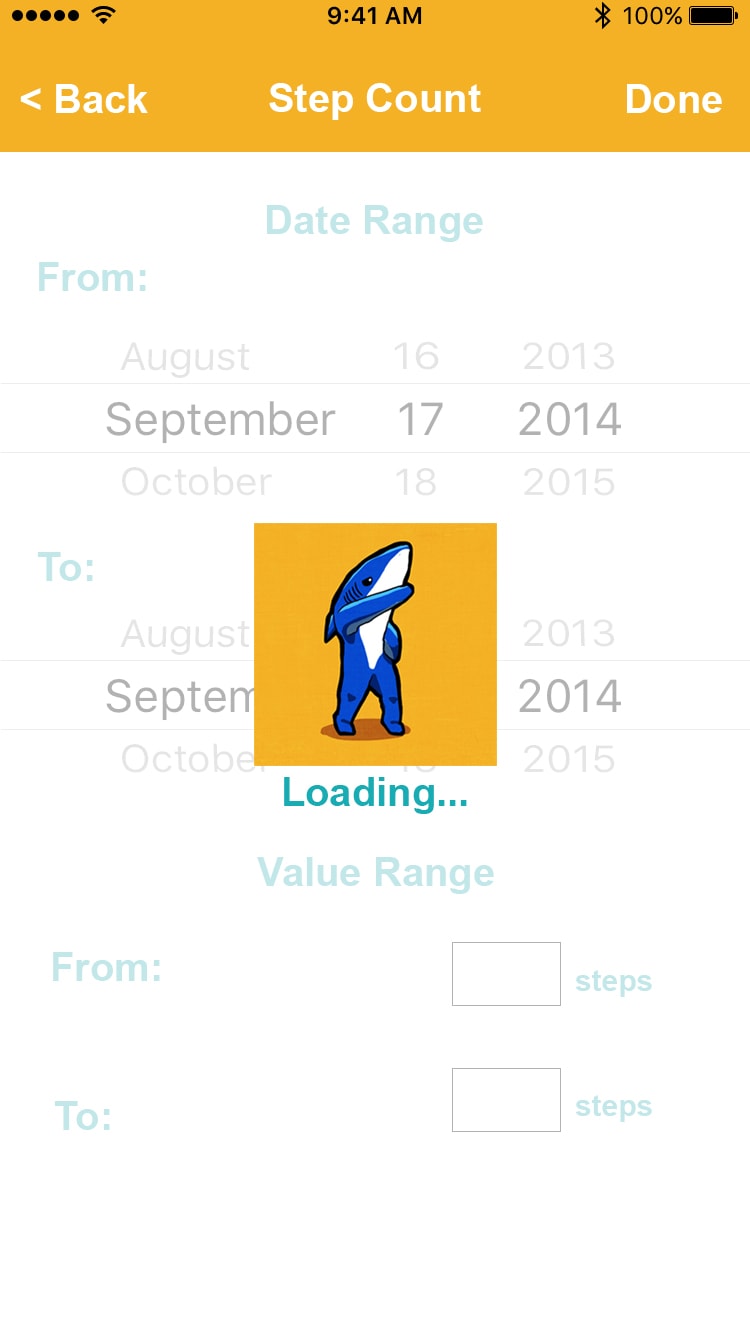 9:41 AM 100%
< Back Step Count Done
Date Range
From:
August 16 2013
September 17 2014
October 18 2015
To:
August 2013
Septem 2014
October 2015
Loading...
Value Range
From: steps
To: steps